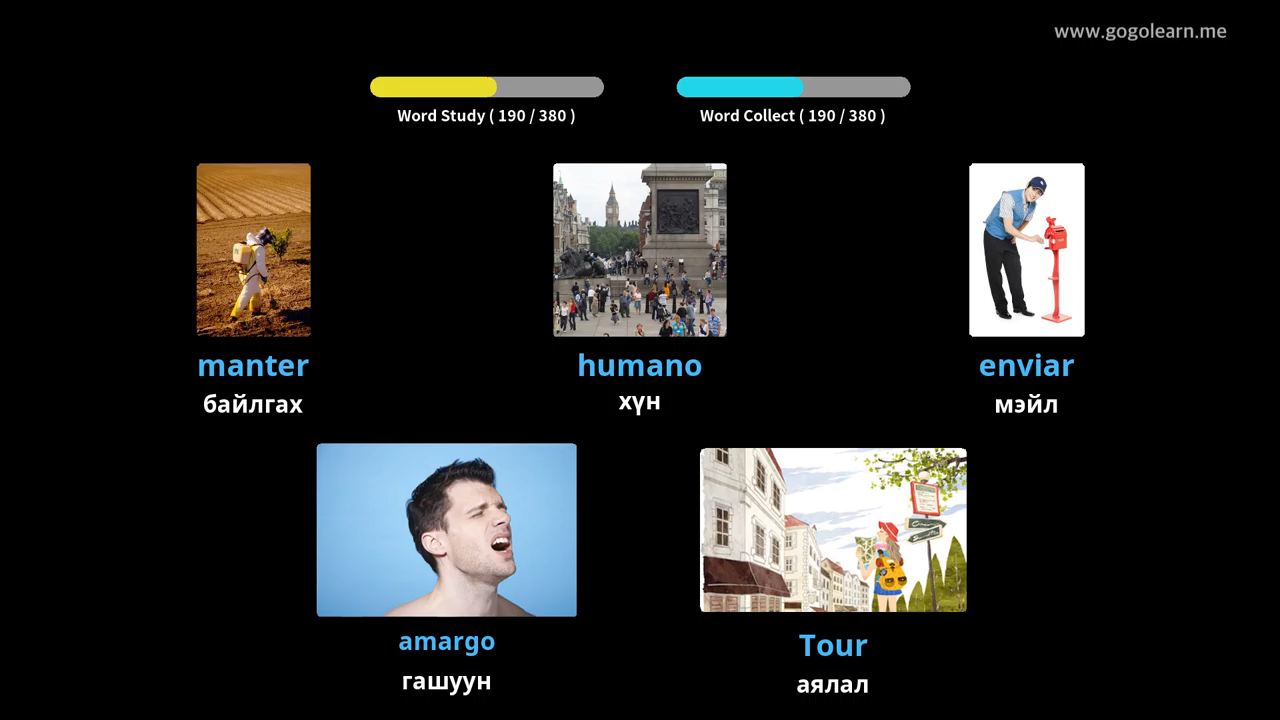 www.gogolearn.me
Word Study ( 190 / 380 )
Word Collect ( 190 / 380 )
manter
байлгах
humano
хүн
enviar
мэйл
amargo
гашуун
Tour
аялал